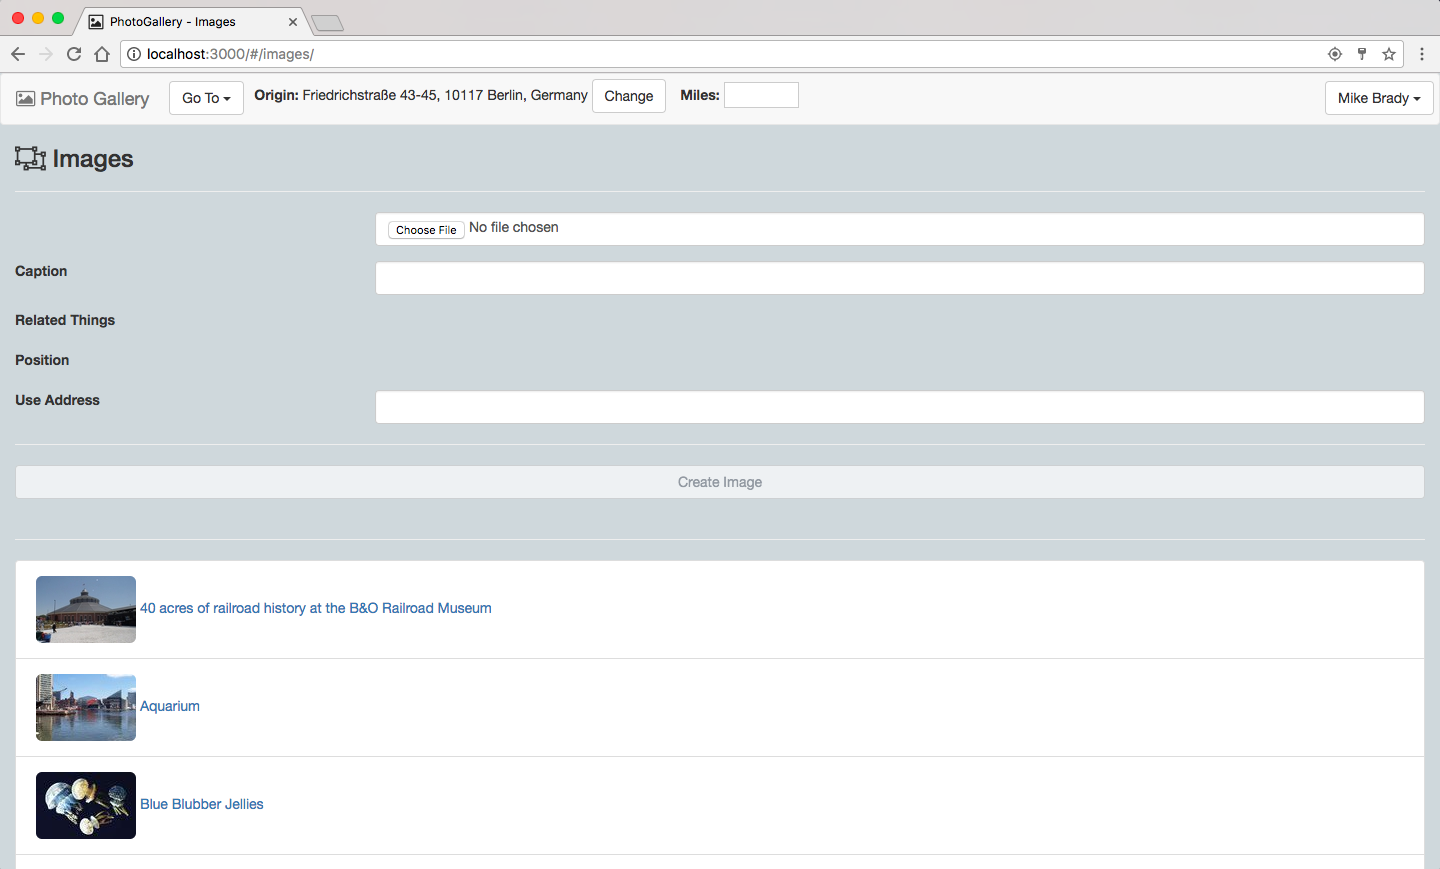 PhotoGallery - Images
localhost:3000/#/images/
Photo Gallery Go To Origin: Friedrichstraße 43-45, 10117 Berlin, Germany Change Miles: Mike Brady
Images
Choose File No file chosen
Caption
Related Things
Position
Use Address
Create Image
40 acres of railroad history at the B&O Railroad Museum
Aquarium
Blue Blubber Jellies